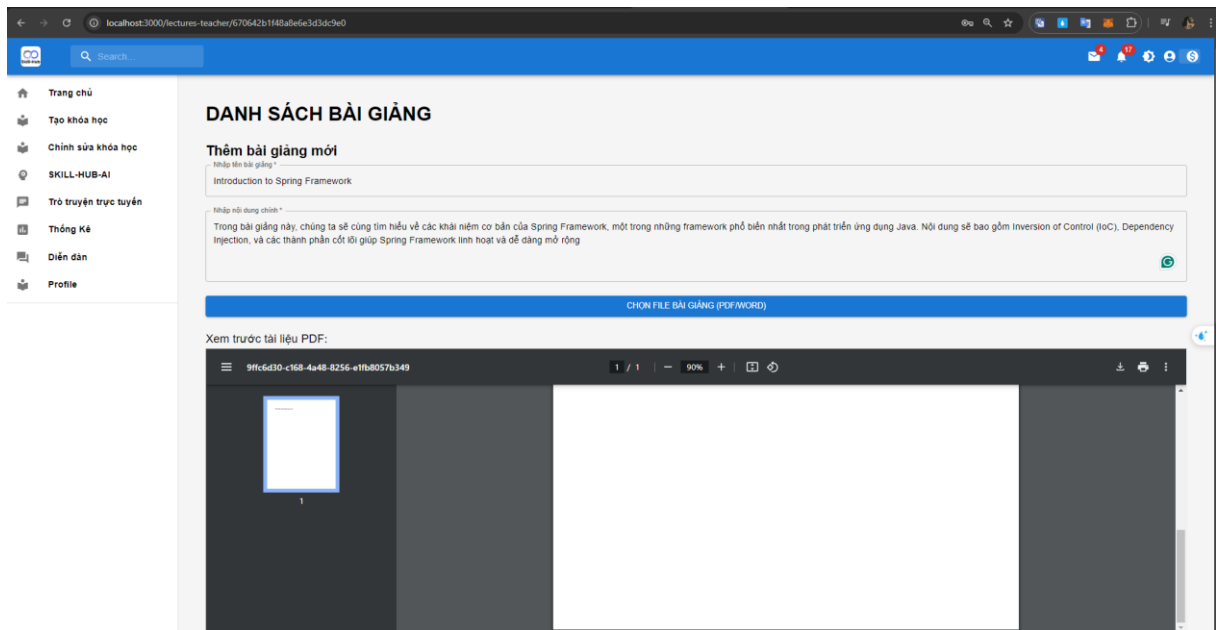 localhost:3000/lectures-teacher/670642b1f48a8e6e3d3dc9e0
Search...
4
17
Trang chủ
Tạo khóa học
Chỉnh sửa khóa học
SKILL-HUB-AI
Trò truyện trực tuyến
Thống Kê
Diễn đàn
Profile
DANH SÁCH BÀI GIẢNG
Thêm bài giảng mới
Nhập tên bài giảng *
Introduction to Spring Framework
Nhập nội dung chính *
Trong bài giảng này, chúng ta sẽ cùng tìm hiểu về các khái niệm cơ bản của Spring Framework, một trong những framework phổ biến nhất trong phát triển ứng dụng Java. Nội dung sẽ bao gồm Inversion of Control (IoC), Dependency
Injection, và các thành phần cốt lõi giúp Spring Framework linh hoạt và dễ dàng mở rộng
CHỌN FILE BÀI GIẢNG (PDF/WORD)
Xem trước tài liệu PDF:
9ffc6d30-c168-4a48-8256-e1fb8057b349
1 / 1
90%
1